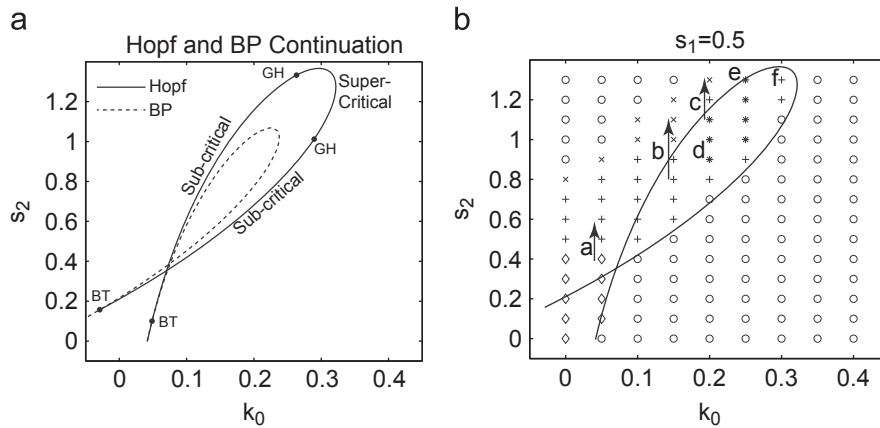 a
Hopf and BP Continuation
Hopf
BP
GH
Super-
Critical
Sub-critical
GH
Sub-critical
BT
BT
s2
1.2
1
0.8
0.6
0.4
0.2
0
0
0.1
0.2
0.3
0.4
k0
b
s1=0.5
e
f
c
b
d
a
s2
1.2
1
0.8
0.6
0.4
0.2
0
0
0.1
0.2
0.3
0.4
k0